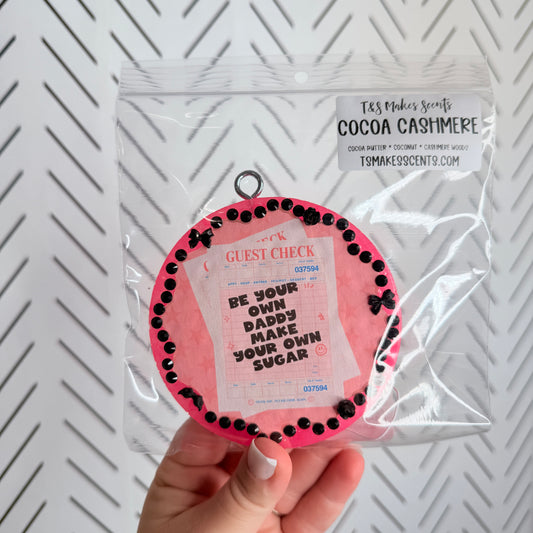 T&S Makes Scents
COCOA CASHMERE
COCOA BUTTER • COCONUT • CASHMERE WOODS
TSMAKESSCENTS.COM
CHECK
GUEST CHECK
037594
BE YOUR
OWN
DADDY
MAKE
YOUR OWN
SUGAR
037594